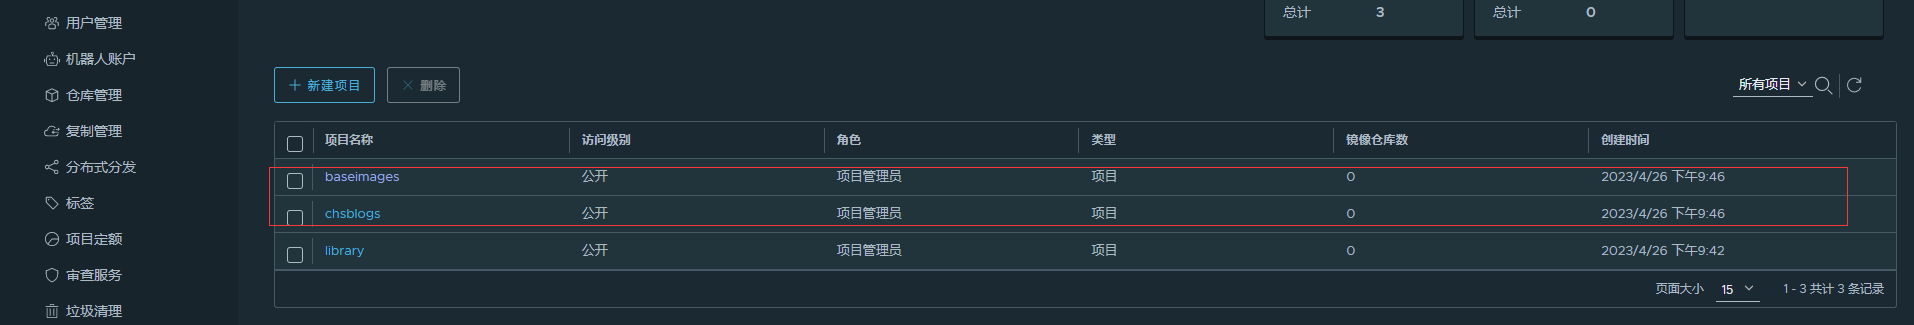 用户管理
机器人账户
仓库管理
复制管理
分布式分发
标签
项目定额
审查服务
垃圾清理
总计 3
总计 0
新建项目
删除
所有项目
项目名称 访问级别 角色 类型 镜像仓库数 创建时间
baseimages 公开 项目管理员 项目 0 2023/4/26 下午9:46
chsblogs 公开 项目管理员 项目 0 2023/4/26 下午9:46
library 公开 项目管理员 项目 0 2023/4/26 下午9:42
页面大小 15 1 - 3 共计 3 条记录